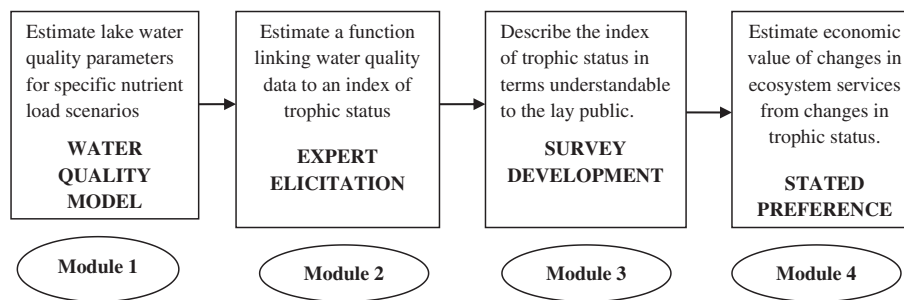 Estimate lake water
quality parameters
for specific nutrient
load scenarios
WATER
QUALITY
MODEL
Estimate a function
linking water quality
data to an index of
trophic status
EXPERT
ELICITATION
Describe the index
of trophic status in
terms understandable
to the lay public.
SURVEY
DEVELOPMENT
Estimate economic
value of changes in
ecosystem services
from changes in
trophic status.
STATED
PREFERENCE
Module 1
Module 2
Module 3
Module 4